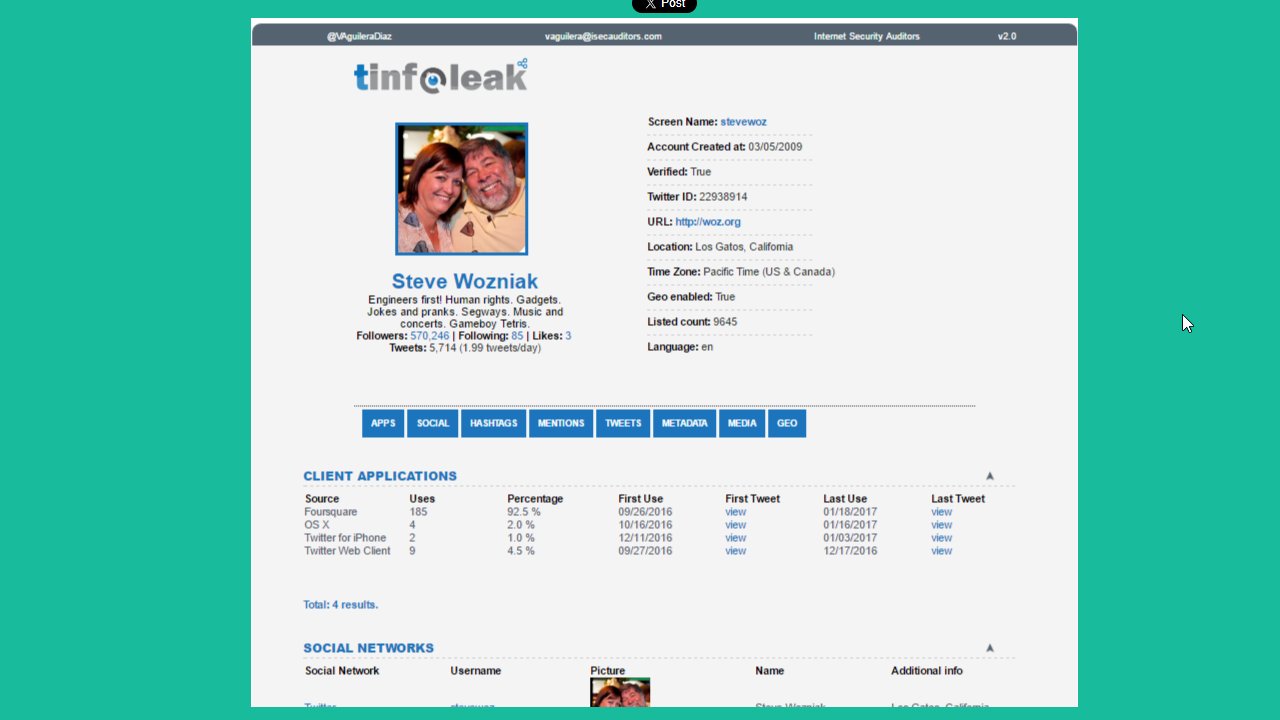 X Post
@VAguileraDiaz vaguilera@isecauditors.com Internet Security Auditors v2.0
tinfoleak
Screen Name: stevewoz
Account Created at: 03/05/2009
Verified: True
Twitter ID: 22938914
URL: http://woz.org
Location: Los Gatos, California
Time Zone: Pacific Time (US & Canada)
Geo enabled: True
Listed count: 9645
Language: en
Steve Wozniak
Engineers first! Human rights. Gadgets.
Jokes and pranks. Segways. Music and
concerts. Gameboy Tetris.
Followers: 570,246 | Following: 85 | Likes: 3
Tweets: 5,714 (1.99 tweets/day)
APPS SOCIAL HASHTAGS MENTIONS TWEETS METADATA MEDIA GEO
CLIENT APPLICATIONS
Source Uses Percentage First Use First Tweet Last Use Last Tweet
Foursquare 185 92.5 % 09/26/2016 view 01/18/2017 view
OS X 4 2.0 % 10/16/2016 view 01/16/2017 view
Twitter for iPhone 2 1.0 % 12/11/2016 view 01/03/2017 view
Twitter Web Client 9 4.5 % 09/27/2016 view 12/17/2016 view
Total: 4 results.
SOCIAL NETWORKS
Social Network Username Picture Name Additional info
Twitter stevewoz Steve Wozniak Los Gatos, California